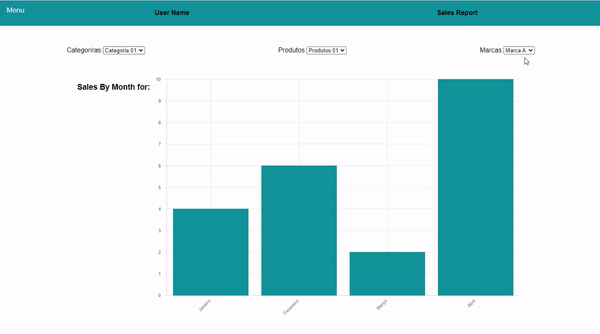 Menu
User Name
Sales Report
Categoriras: Categoria 01
Produtos: Produtos 01
Marcas: Marca A
Sales By Month for:
10
9
8
7
6
5
4
3
2
1
0
Janeiro
Fevereiro
Março
Abril